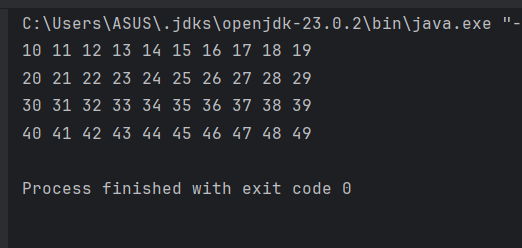 C:\Users\ASUS\.jdks\openjdk-23.0.2\bin\java.exe "-
10 11 12 13 14 15 16 17 18 19
20 21 22 23 24 25 26 27 28 29
30 31 32 33 34 35 36 37 38 39
40 41 42 43 44 45 46 47 48 49
Process finished with exit code 0